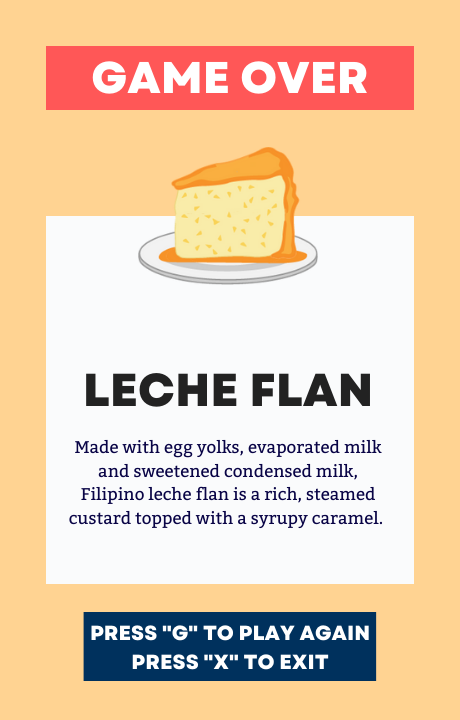 GAME OVER
LECHE FLAN
Made with egg yolks, evaporated milk
and sweetened condensed milk,
Filipino leche flan is a rich, steamed
custard topped with a syrupy caramel.
PRESS "G" TO PLAY AGAIN
PRESS "X" TO EXIT